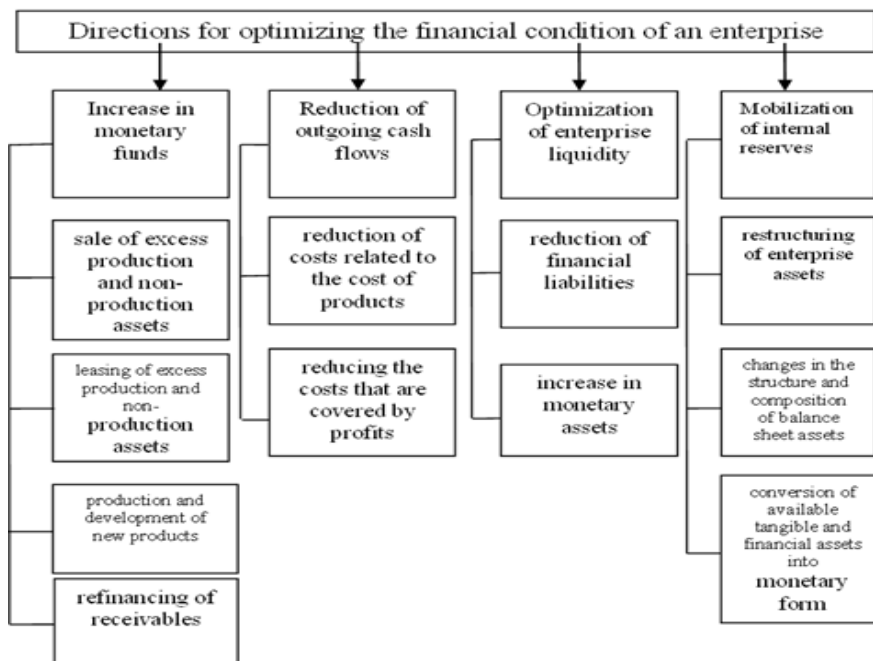 Directions for optimizing the financial condition of an enterprise
Increase in
monetary
funds
sale of excess
production
and non-
production
assets
leasing of excess
production and
non-
production
assets
production and
development of
new products
refinancing of
receivables
Reduction of
outgoing cash
flows
reduction of
costs related to
the cost of
products
reducing the
costs that are
covered by
profits
Optimization
of enterprise
liquidity
reduction of
financial
liabilities
increase in
monetary
assets
Mobilization
of internal
reserves
restructuring
of enterprise
assets
changes in the
structure and
composition
of balance
sheet assets
conversion of
available
tangible and
financial assets
into
monetary
form